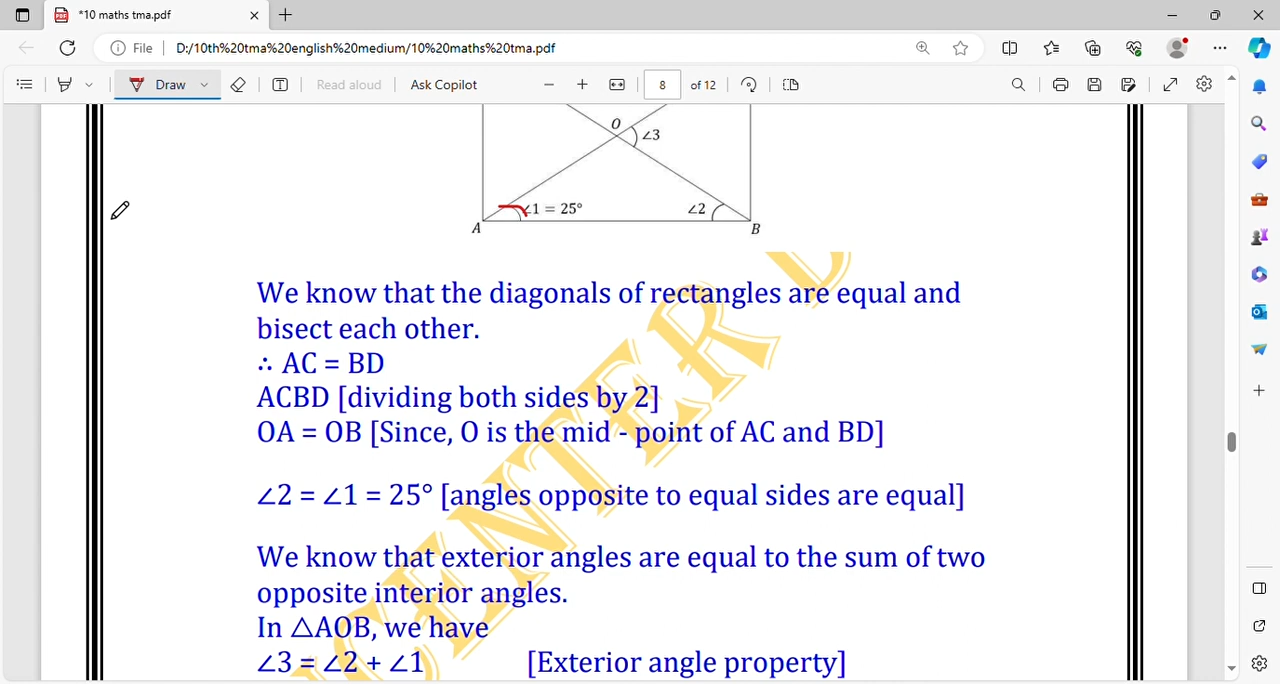 *10 maths tma.pdf
File
D:/10th%20tma%20english%20medium/10%20maths%20tma.pdf
Draw
Read aloud
Ask Copilot
8 of 12
O
∠3
∠1 = 25°
∠2
A
B
We know that the diagonals of rectangles are equal and
bisect each other.
∴ AC = BD
ACBD [dividing both sides by 2]
OA = OB [Since, O is the mid - point of AC and BD]
∠2 = ∠1 = 25° [angles opposite to equal sides are equal]
We know that exterior angles are equal to the sum of two
opposite interior angles.
In △AOB, we have
∠3 = ∠2 + ∠1 [Exterior angle property]
CENTER